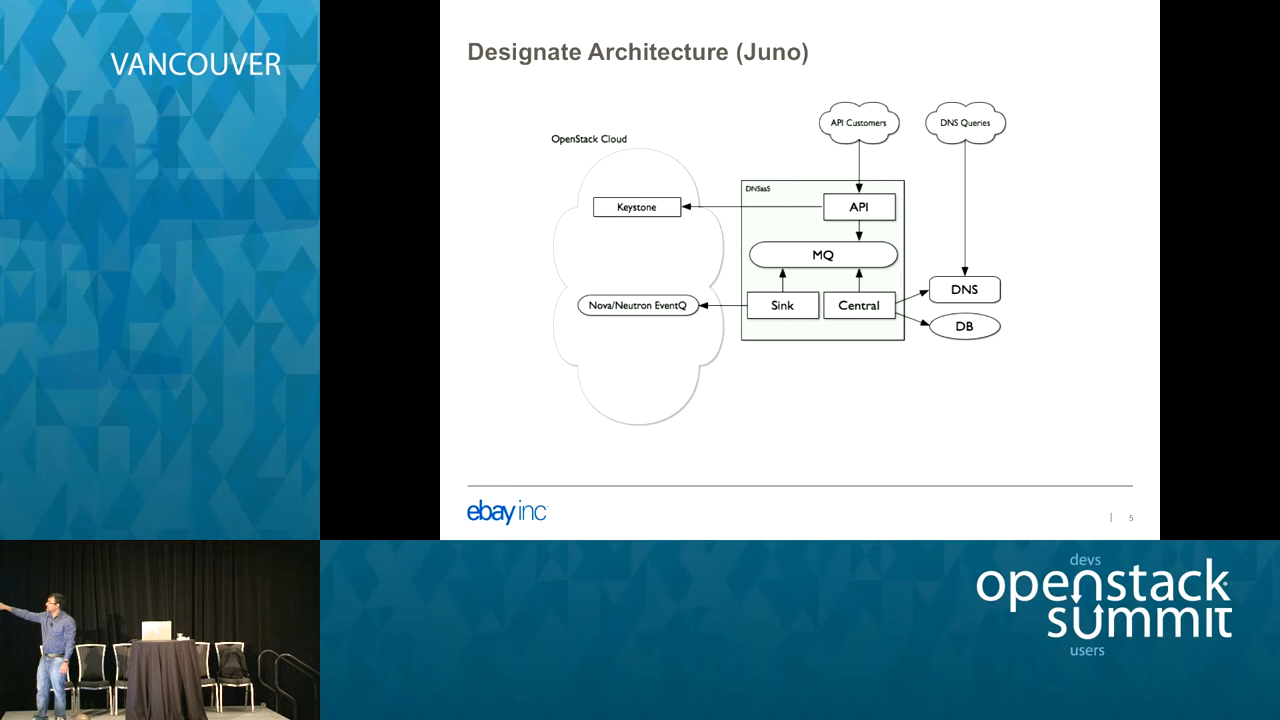 VANCOUVER
Designate Architecture (Juno)
API Customers
DNS Queries
OpenStack Cloud
DNSaaS
Keystone
API
MQ
Nova/Neutron EventQ
Sink
Central
DNS
DB
ebay inc
| 5
devs
openstack
summit
users